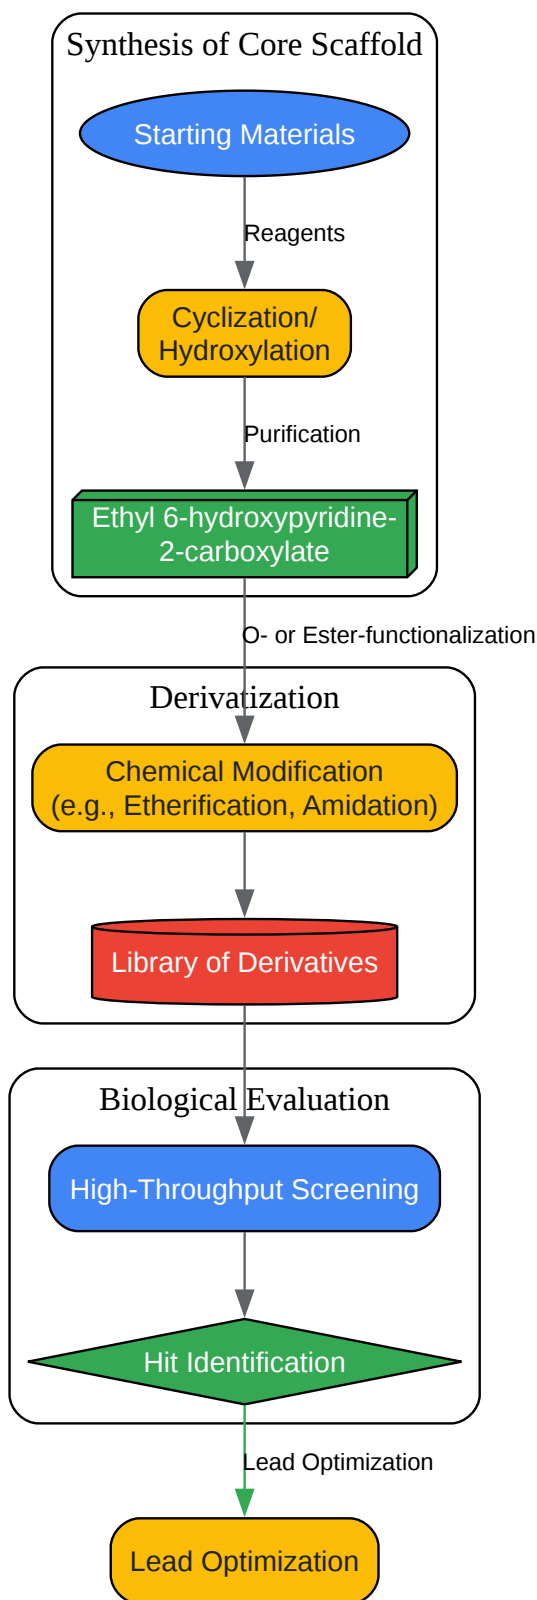 Synthesis of Core Scaffold
Starting Materials
Reagents
Cyclization/
Hydroxylation
Purification
Ethyl 6-hydroxypyridine-
2-carboxylate
O- or Ester-functionalization
Derivatization
Chemical Modification
(e.g., Etherification, Amidation)
Library of Derivatives
Biological Evaluation
High-Throughput Screening
Hit Identification
Lead Optimization
Lead Optimization